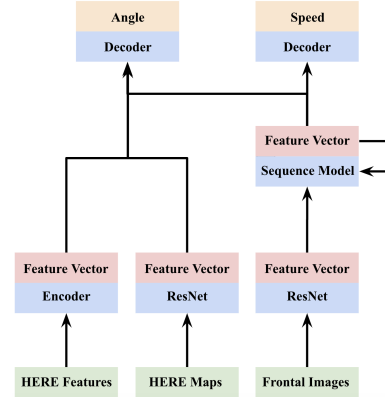 Angle
Speed
Decoder
Decoder
Feature Vector
Sequence Model
Feature Vector
Feature Vector
Feature Vector
Encoder
ResNet
ResNet
HERE Features
HERE Maps
Frontal Images